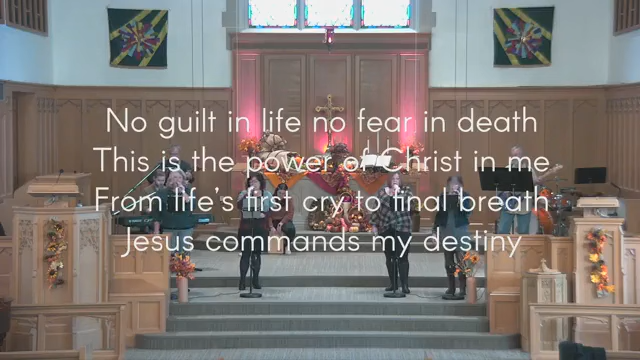 No guilt in life no fear in death
This is the power of Christ in me
From life's first cry to final breath
Jesus commands my destiny